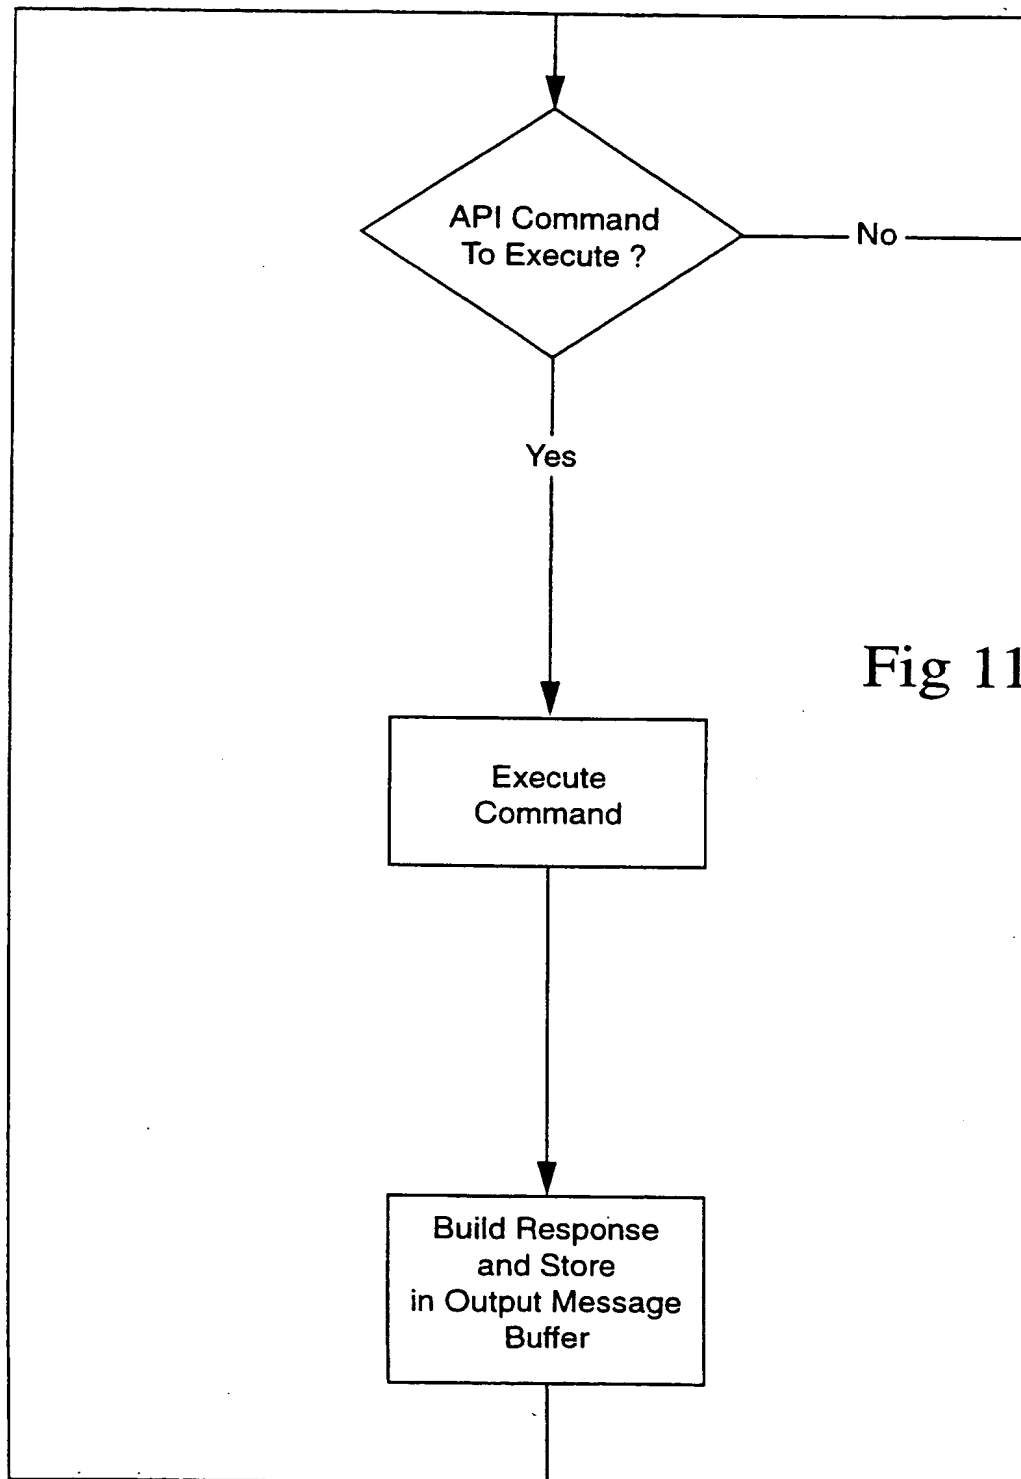 API Command
To Execute ?
No
Yes
Fig 11
Execute
Command
Build Response
and Store
in Output Message
Buffer